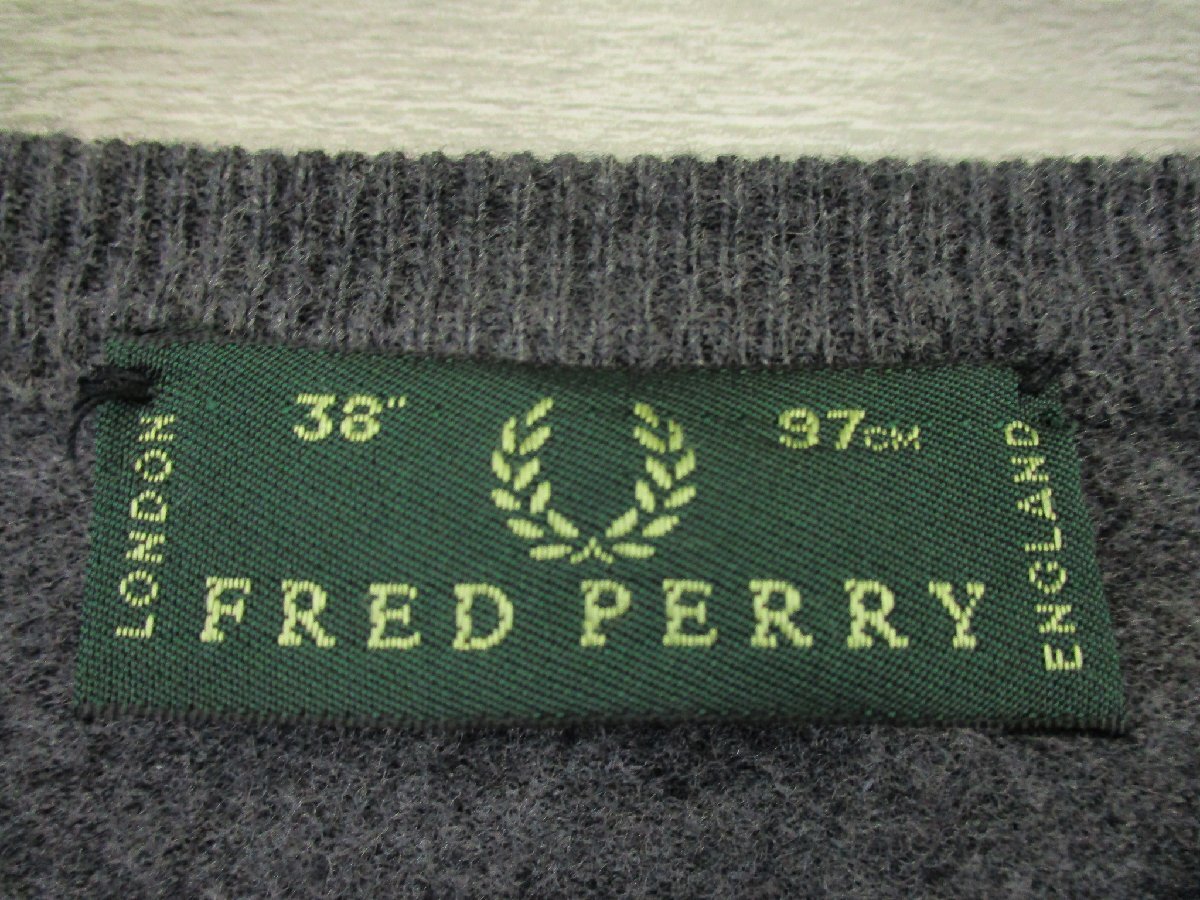 38" 97CM
LONDON
FRED PERRY
ENGLAND